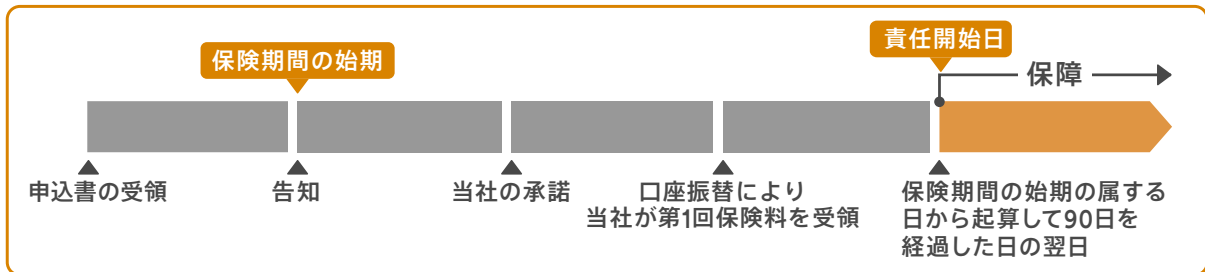 保険期間の始期
責任開始日
保障
申込書の受領
告知
当社の承諾
口座振替により
当社が第1回保険料を受領
保険期間の始期の属する
日から起算して90日を
経過した日の翌日